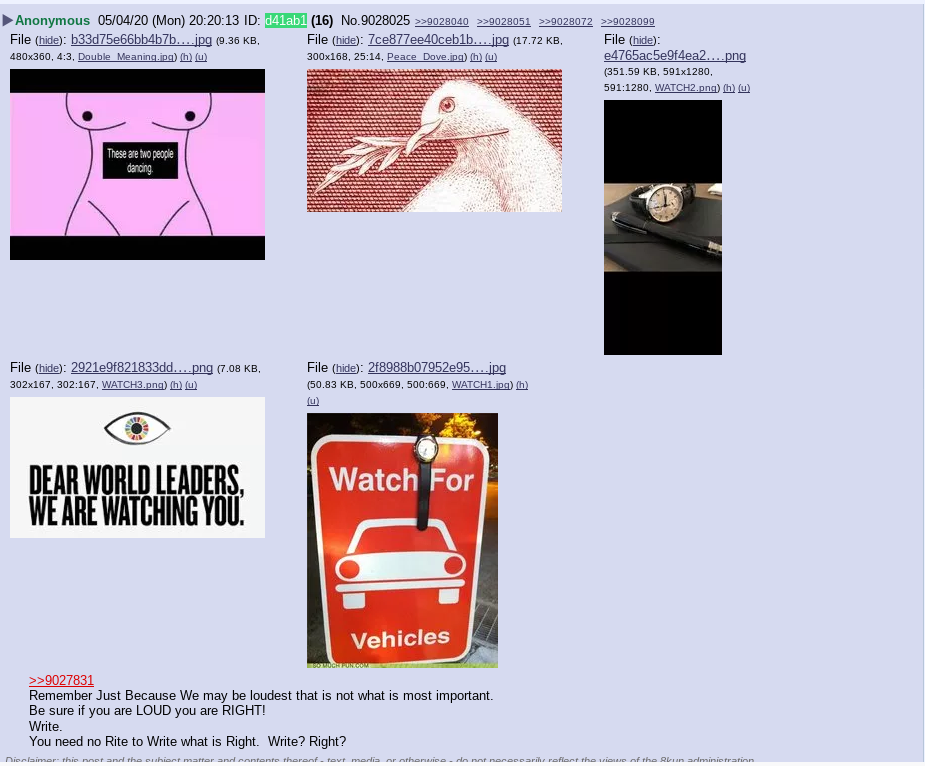 ▶Anonymous 05/04/20 (Mon) 20:20:13 ID: d41ab1 (16) No.9028025 >>9028040 >>9028051 >>9028072 >>9028099
File (hide): b33d75e66bb4b7b….jpg (9.36 KB, 480x360, 4:3, Double_Meaning.jpg) (h) (u)
These are two people
dancing.
File (hide): 7ce877ee40ceb1b….jpg (17.72 KB, 300x168, 25:14, Peace_Dove.jpg) (h) (u)
File (hide):
e4765ac5e9f4ea2….png
(351.59 KB, 591x1280,
591:1280, WATCH2.png) (h) (u)
File (hide): 2921e9f821833dd….png (7.08 KB,
302x167, 302:167, WATCH3.png) (h) (u)
DEAR WORLD LEADERS,
WE ARE WATCHING YOU.
File (hide): 2f8988b07952e95….jpg
(50.83 KB, 500x669, 500:669, WATCH1.jpg) (h)
(u)
Watch For
Vehicles
SO MUCH PUN.COM
>>9027831
Remember Just Because We may be loudest that is not what is most important.
Be sure if you are LOUD you are RIGHT!
Write.
You need no Rite to Write what is Right.  Write? Right?
Disclaimer: this post and the subject matter and contents thereof - text, media, or otherwise - do not necessarily reflect the views of the 8kun administration.